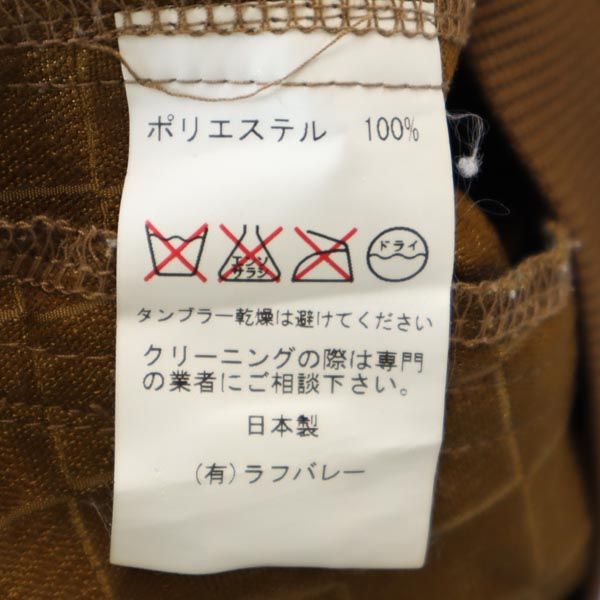 ポリエステル 100%
エンソ サラシ ドライ
タンブラー乾燥は避けてください
クリーニングの際は専門
の業者にご相談下さい。
日本製
(有)ラフバレー